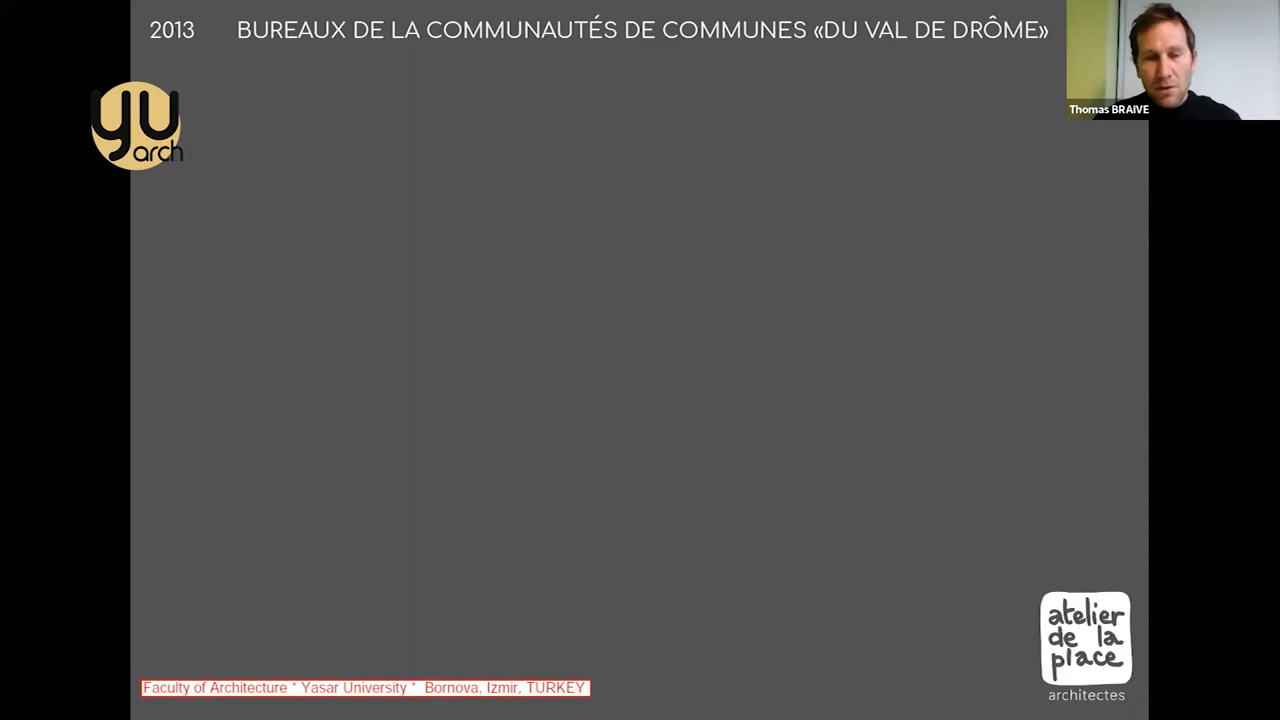 2013 BUREAUX DE LA COMMUNAUTÉS DE COMMUNES «DU VAL DE DRÔME»
Thomas BRAIVE
yu
arch
atelier
de la
place
architectes
Faculty of Architecture * Yasar University * Bornova, Izmir, TURKEY